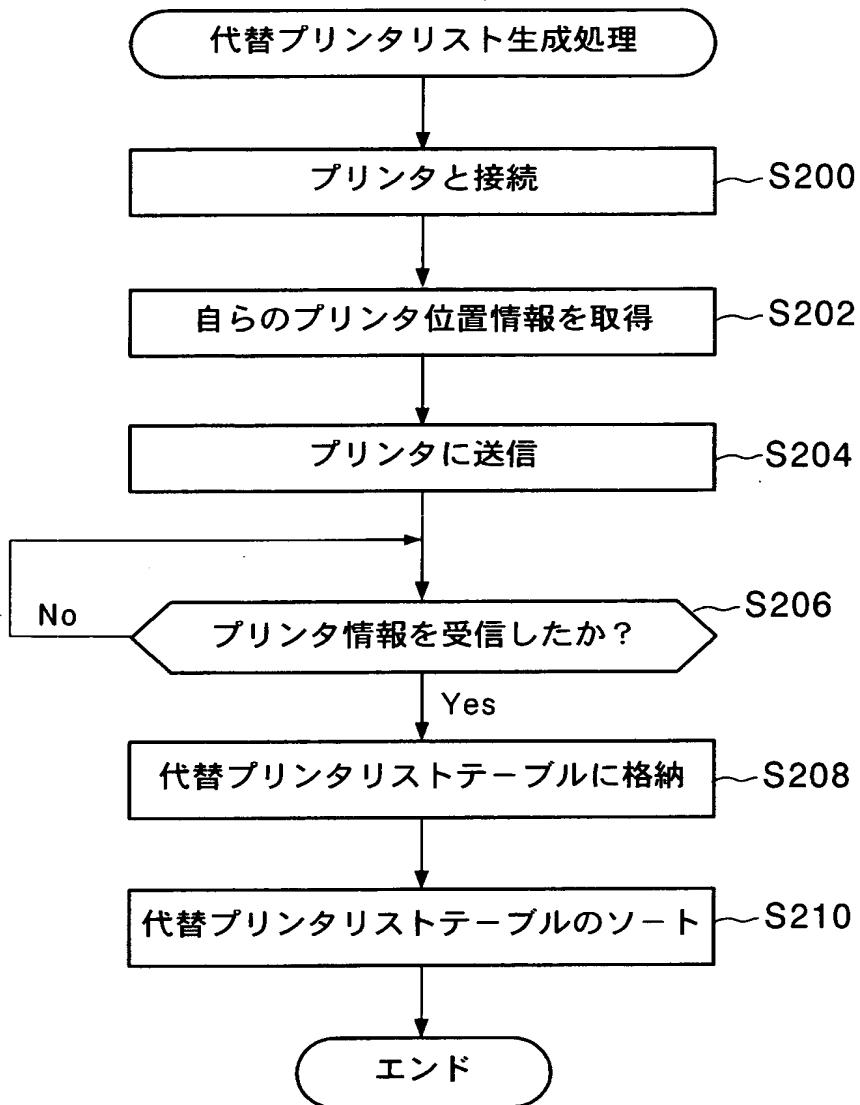 代替プリンタリスト生成処理
プリンタと接続
S200
自らのプリンタ位置情報を取得
S202
プリンタに送信
S204
No
プリンタ情報を受信したか？
S206
Yes
代替プリンタリストテーブルに格納
S208
代替プリンタリストテーブルのソート
S210
エンド